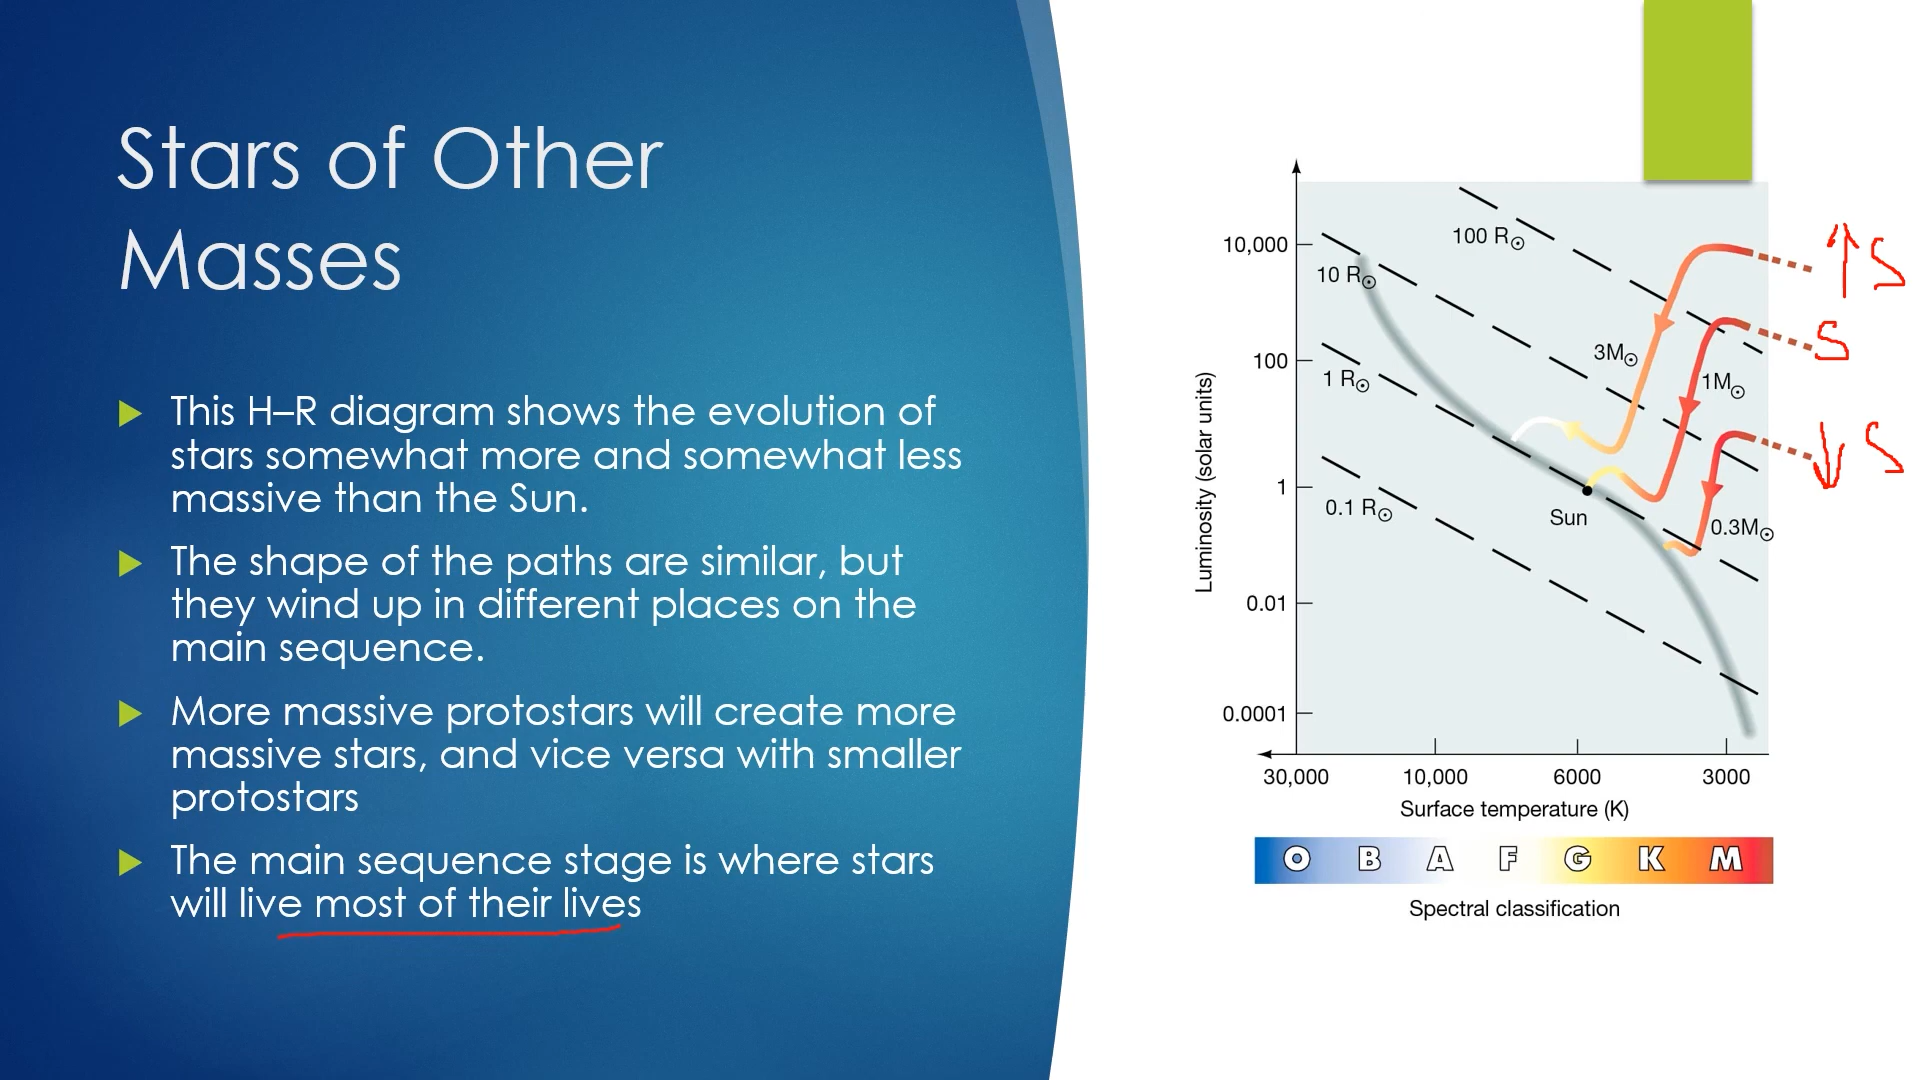 Stars of Other
Masses
This H–R diagram shows the evolution of
stars somewhat more and somewhat less
massive than the Sun.
The shape of the paths are similar, but
they wind up in different places on the
main sequence.
More massive protostars will create more
massive stars, and vice versa with smaller
protostars
The main sequence stage is where stars
will live most of their lives
100 R☉
10,000
10 R☉
↑ S
S
3M☉
100
1 R☉
1M☉
↓ S
Luminosity (solar units)
1
0.1 R☉
Sun
0.3M☉
0.01
0.0001
30,000 10,000 6000 3000
Surface temperature (K)
O B A F G K M
Spectral classification